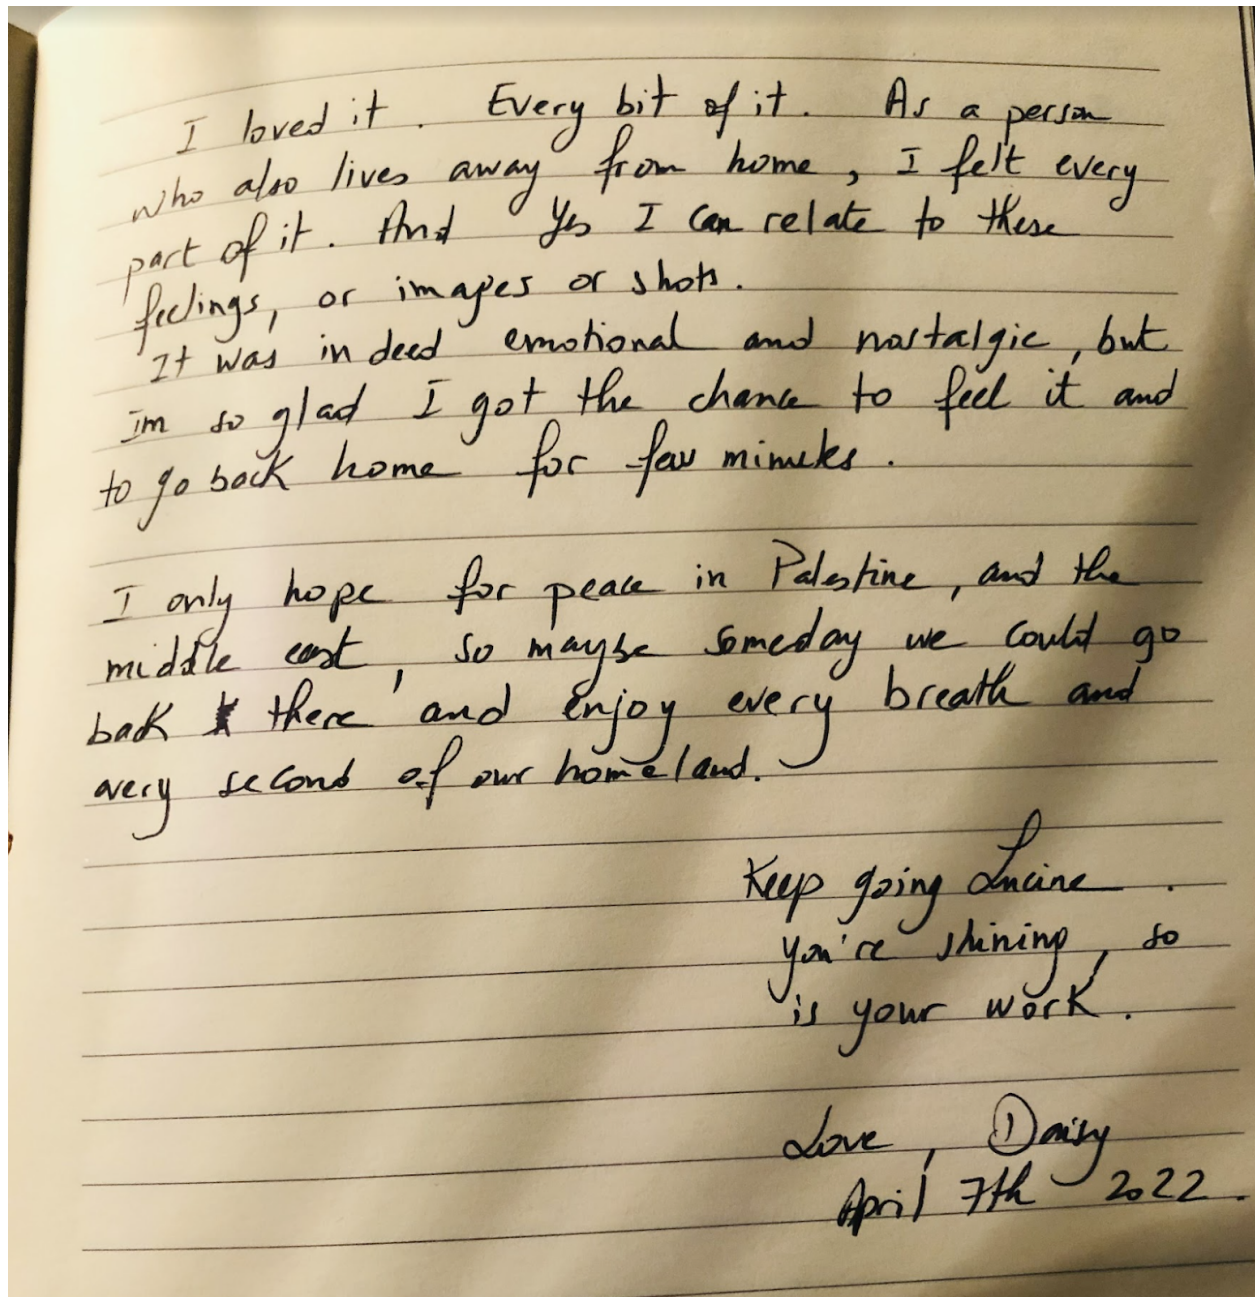 I loved it. Every bit of it. As a person
who also lives away from home, I felt every
part of it. And Yes I can relate to these
feelings, or images or shots.
It was indeed emotional and nostalgic, but
Im so glad I got the chance to feel it and
to go back home for few minutes.
I only hope for peace in Palestine, and the
middle east, so maybe someday we could go
back there and enjoy every breath and
every second of our homeland.
Keep going Lucine.
you're shining, so
is your work.
Love, Daisy
April 7th 2022.